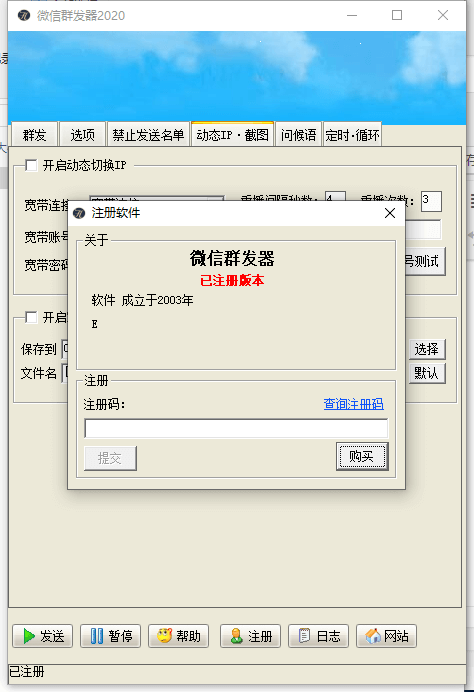 微信群发器2020
群发 选项 禁止发送名单 动态IP·截图 问候语 定时·循环
开启动态切换IP
宽带连接 宽带连接 重播间隔秒数: 4 重播次数: 3
宽带账号
宽带密码 号测试
开启
保存到 选择
文件名 默认
注册软件
关于
微信群发器
已注册版本
软件 成立于2003年
E
注册
注册码:
查询注册码
提交 购买
发送 暂停 帮助 注册 日志 网站
已注册